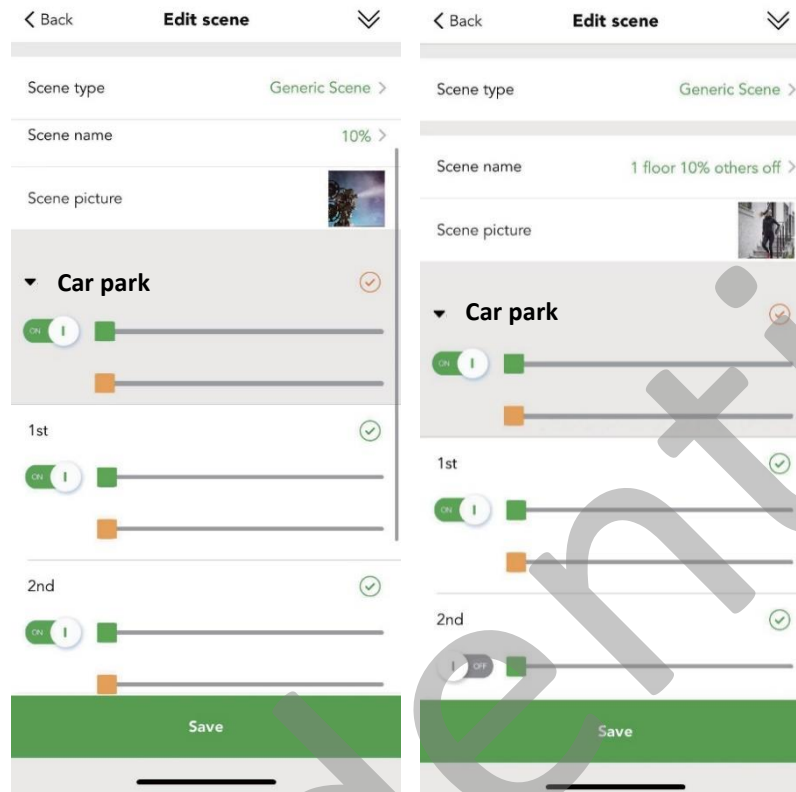 Back Edit scene
Scene type Generic Scene
Scene name 10%
Scene picture
Car park
ON
1st
ON
2nd
ON
Save
Back Edit scene
Scene type Generic Scene
Scene name 1 floor 10% others off
Scene picture
Car park
ON
1st
ON
2nd
OFF
Save